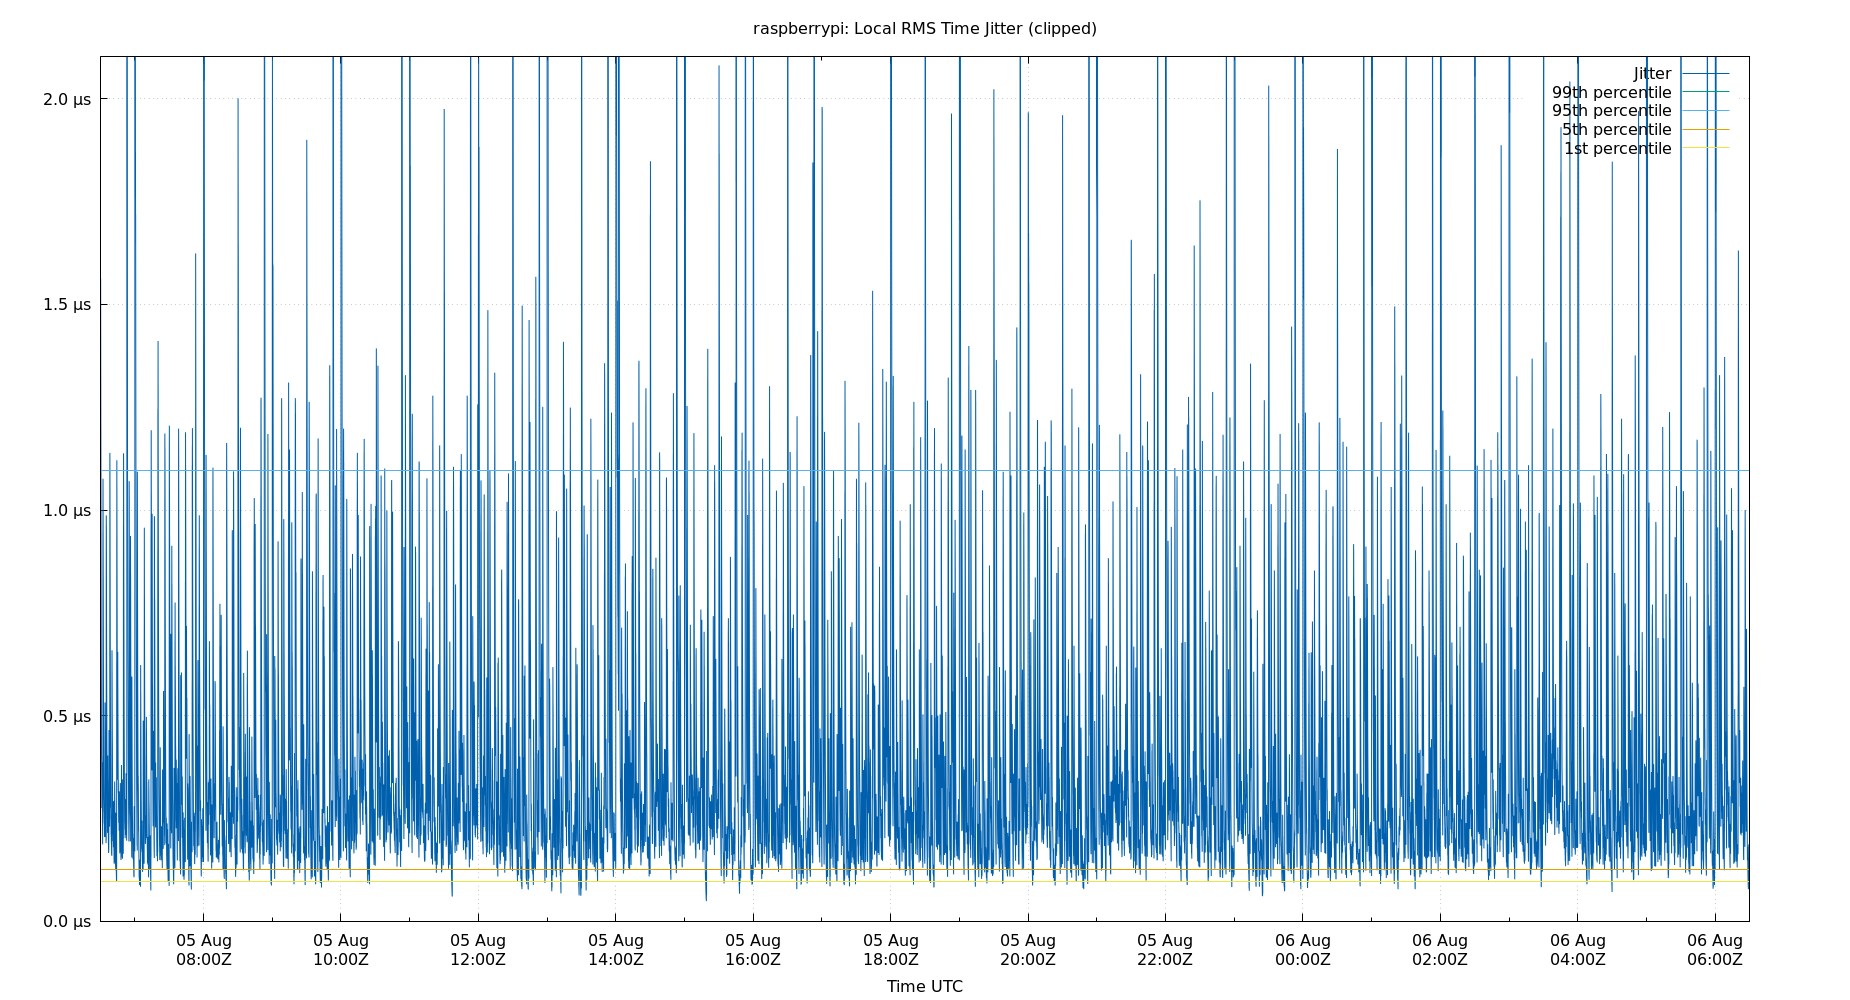 raspberrypi: Local RMS Time Jitter (clipped)
Jitter
99th percentile
95th percentile
5th percentile
1st percentile
2.0 µs
1.5 µs
1.0 µs
0.5 µs
0.0 µs
05 Aug 05 Aug 05 Aug 05 Aug 05 Aug 05 Aug 05 Aug 05 Aug 06 Aug 06 Aug 06 Aug 06 Aug
08:00Z 10:00Z 12:00Z 14:00Z 16:00Z 18:00Z 20:00Z 22:00Z 00:00Z 02:00Z 04:00Z 06:00Z
Time UTC